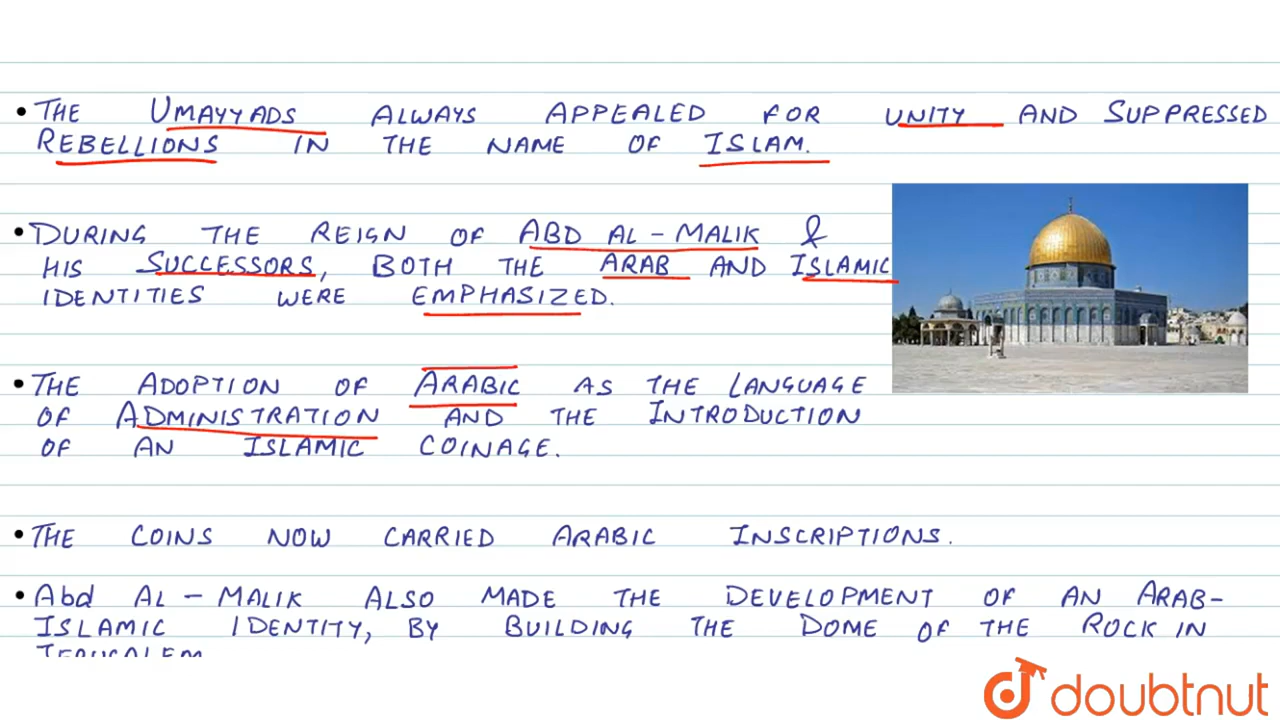 • THE UMAYYADS ALWAYS APPEALED FOR UNITY AND SUPPRESSED
REBELLIONS IN THE NAME OF ISLAM.
• DURING THE REIGN OF ABD AL-MALIK &
HIS SUCCESSORS, BOTH THE ARAB AND ISLAMIC
IDENTITIES WERE EMPHASIZED.
• THE ADOPTION OF ARABIC AS THE LANGUAGE
OF ADMINISTRATION AND THE INTRODUCTION
OF AN ISLAMIC COINAGE.
• THE COINS NOW CARRIED ARABIC INSCRIPTIONS.
• Abd AL-MALIK ALSO MADE THE DEVELOPMENT OF AN ARAB-
ISLAMIC IDENTITY, BY BUILDING THE DOME OF THE ROCK IN
JERUSALEM
doubtnut